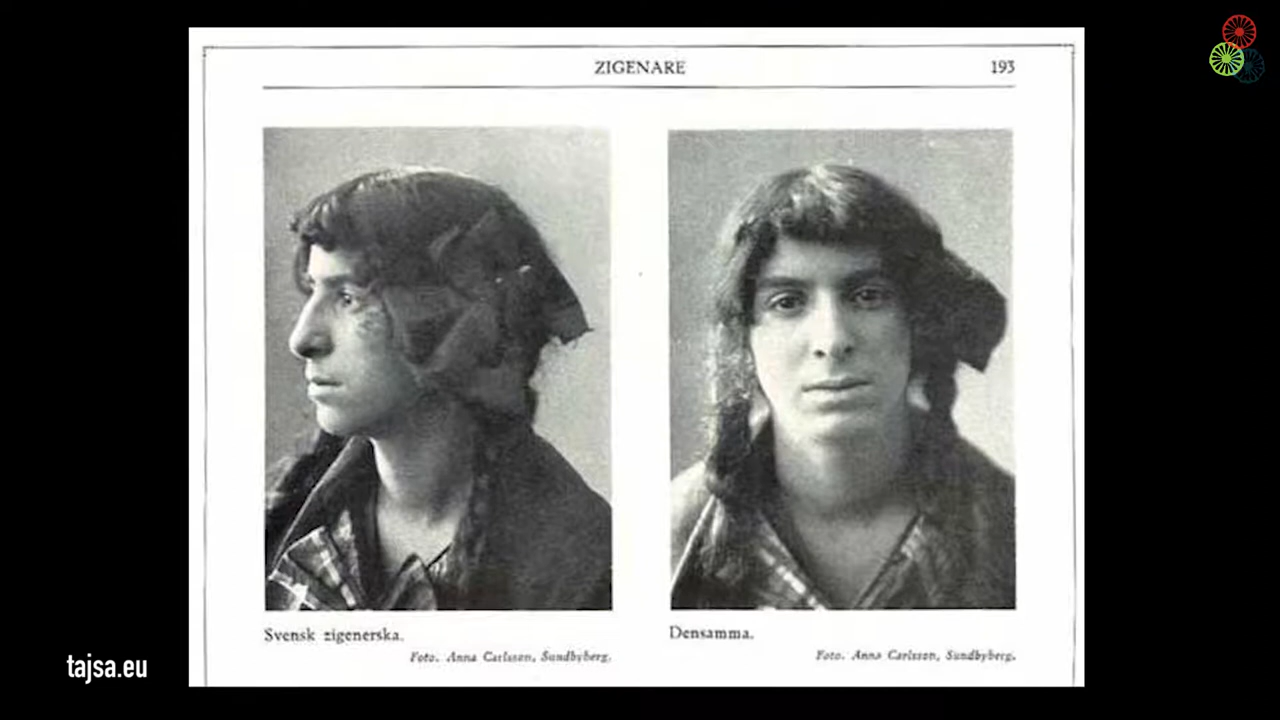 ZIGENARE 193
Svensk zigenerska.
Foto. Anna Carlsson, Sundbyberg.
Densamma.
Foto. Anna Carlsson, Sundbyberg.
tajsa.eu